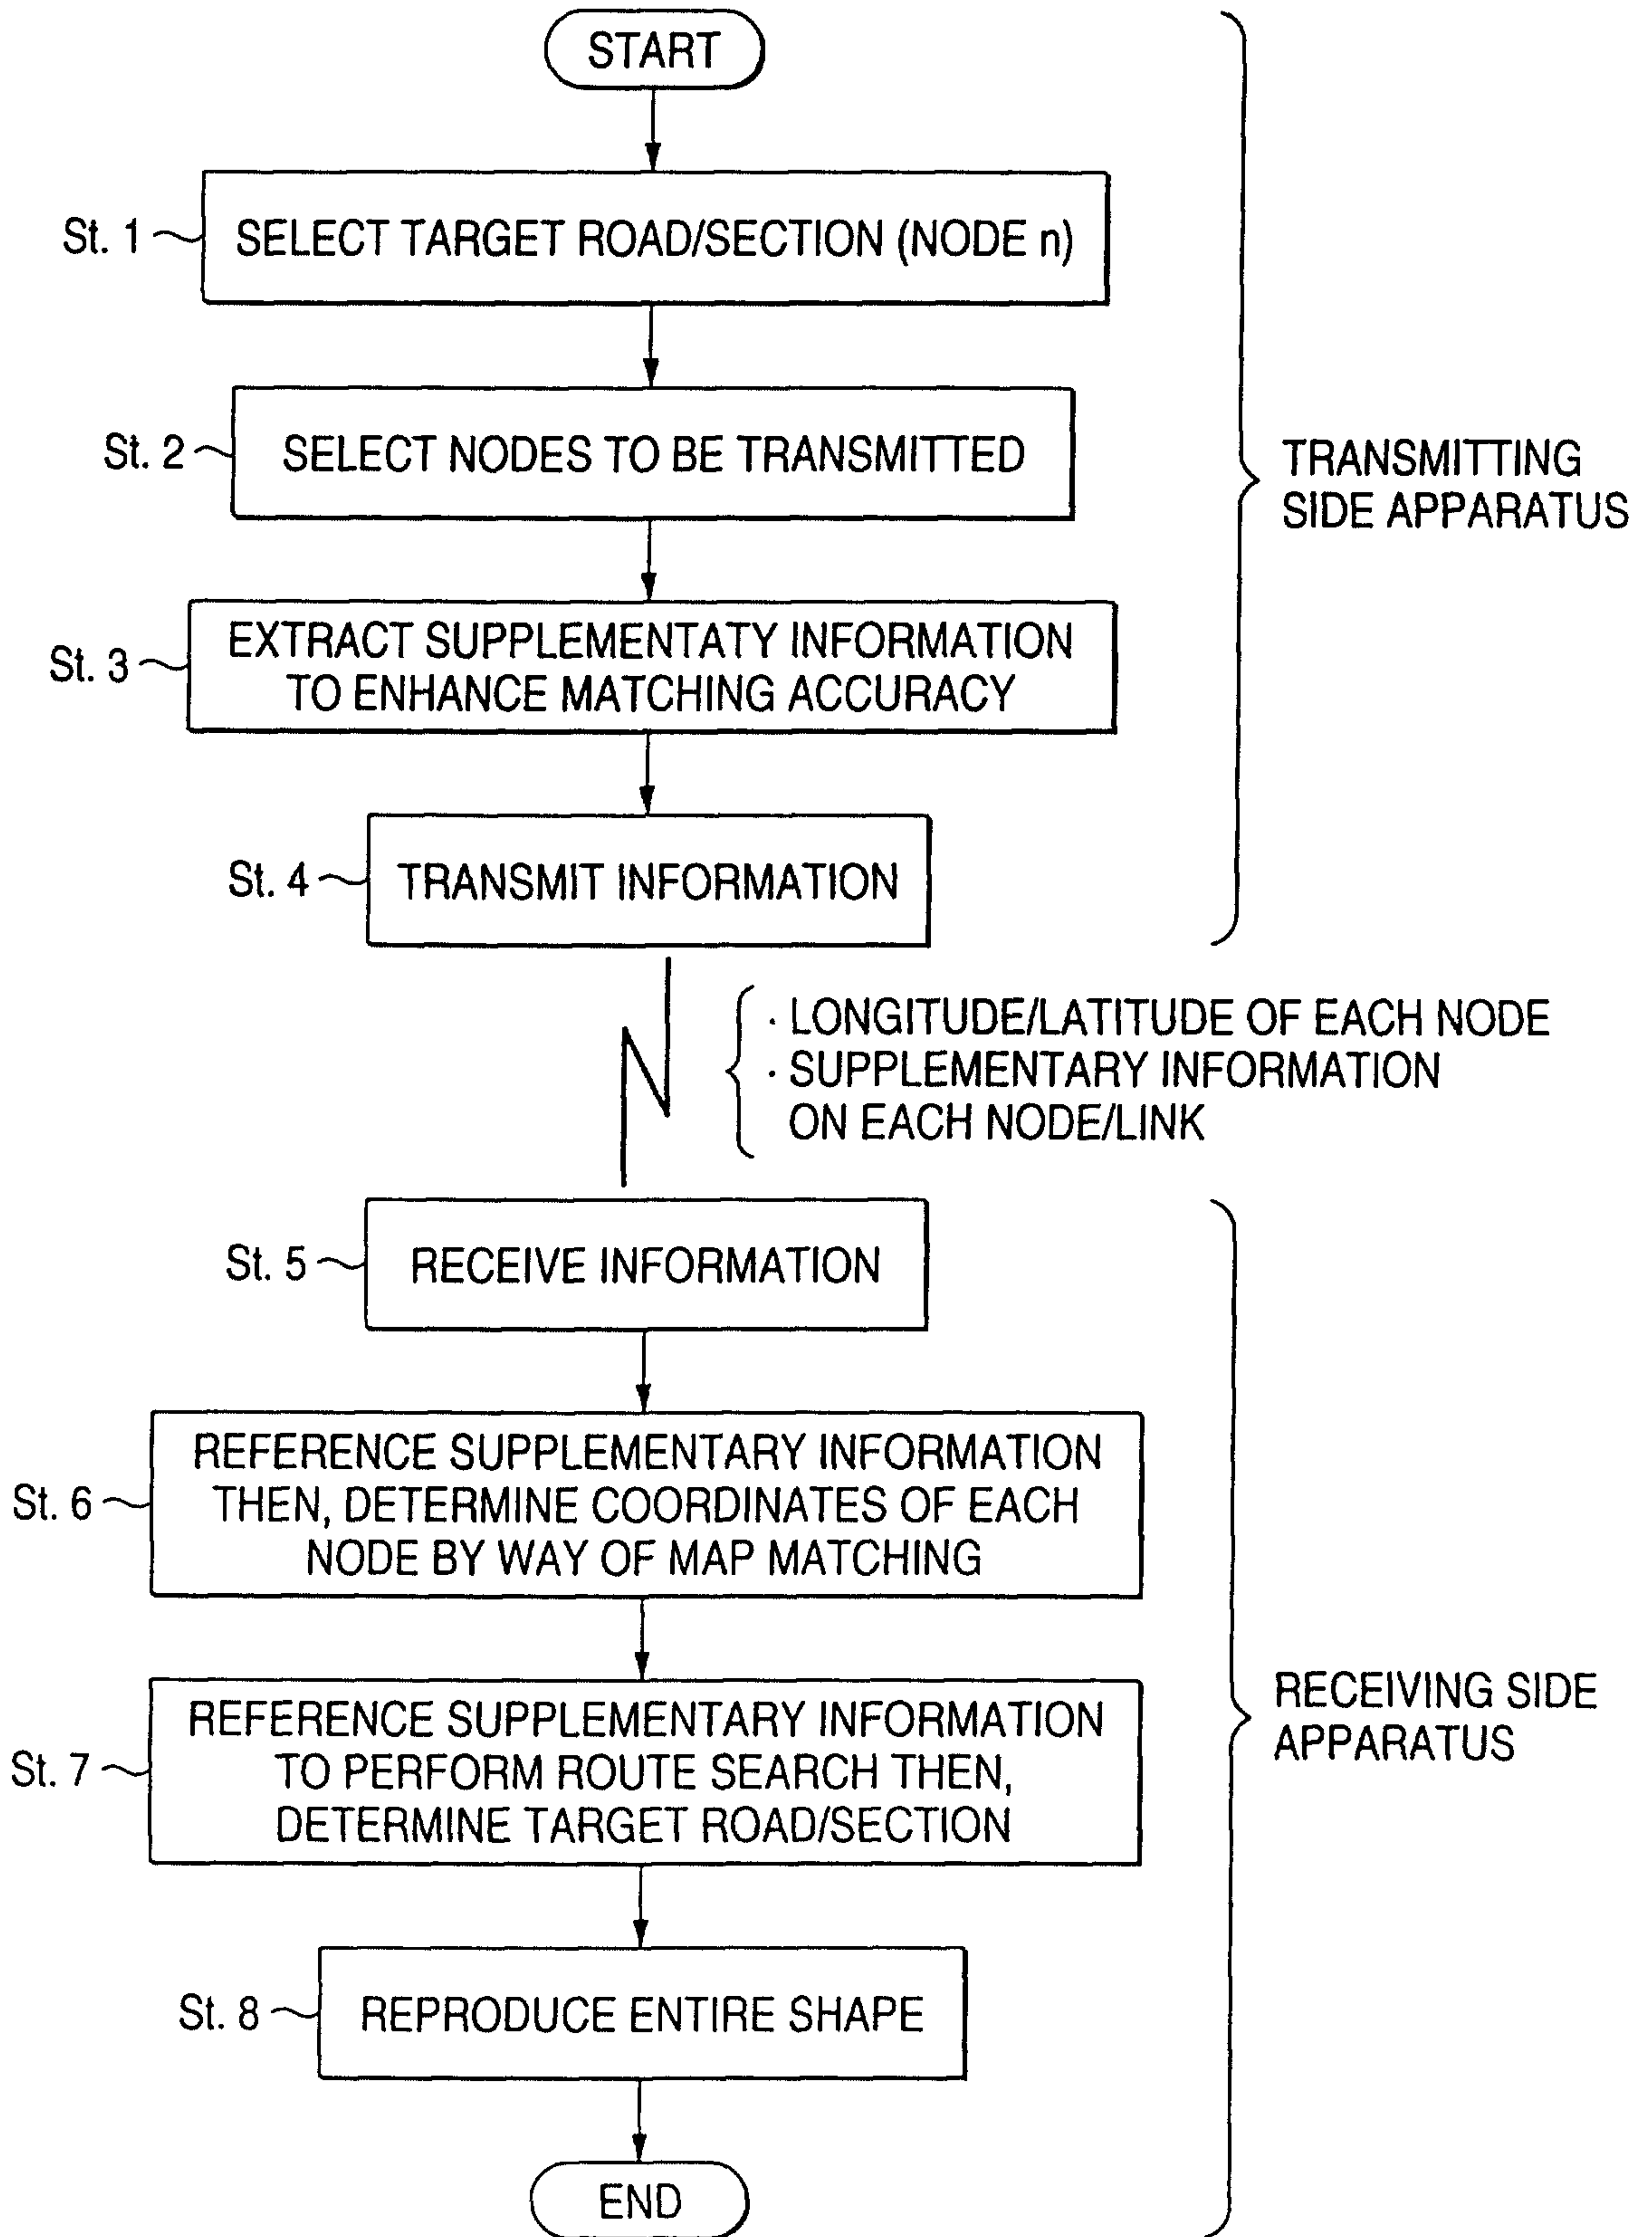 START
St. 1
SELECT TARGET ROAD/SECTION (NODE n)
St. 2
SELECT NODES TO BE TRANSMITTED
TRANSMITTING
SIDE APPARATUS
St. 3
EXTRACT SUPPLEMENTATY INFORMATION
TO ENHANCE MATCHING ACCURACY
St. 4
TRANSMIT INFORMATION
· LONGITUDE/LATITUDE OF EACH NODE
· SUPPLEMENTARY INFORMATION
ON EACH NODE/LINK
St. 5
RECEIVE INFORMATION
St. 6
REFERENCE SUPPLEMENTARY INFORMATION
THEN, DETERMINE COORDINATES OF EACH
NODE BY WAY OF MAP MATCHING
St. 7
REFERENCE SUPPLEMENTARY INFORMATION
TO PERFORM ROUTE SEARCH THEN,
DETERMINE TARGET ROAD/SECTION
RECEIVING SIDE
APPARATUS
St. 8
REPRODUCE ENTIRE SHAPE
END